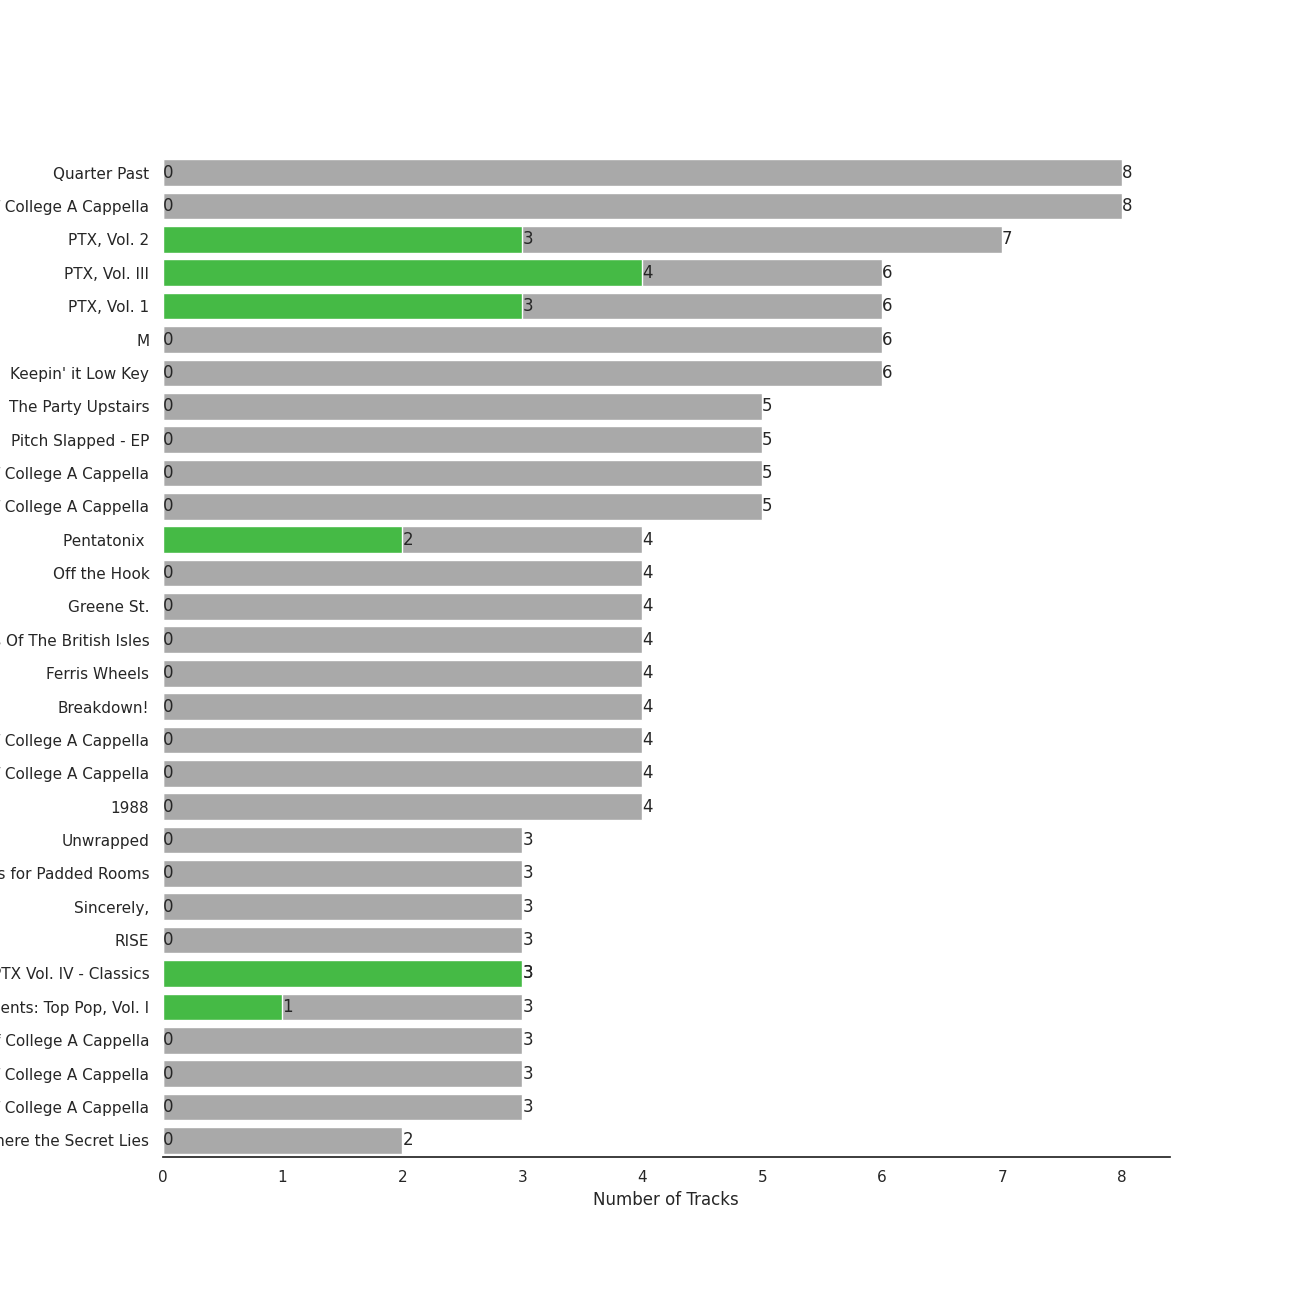 Quarter Past 0 8
College A Cappella 0 8
PTX, Vol. 2 3 7
PTX, Vol. III 4 6
PTX, Vol. 1 3 6
M 0 6
Keepin' it Low Key 0 6
The Party Upstairs 0 5
Pitch Slapped - EP 0 5
College A Cappella 0 5
College A Cappella 0 5
Pentatonix 2 4
Off the Hook 0 4
Greene St. 0 4
Of The British Isles 0 4
Ferris Wheels 0 4
Breakdown! 0 4
College A Cappella 0 4
College A Cappella 0 4
1988 0 4
Unwrapped 0 3
s for Padded Rooms 0 3
Sincerely, 0 3
RISE 0 3
PTX Vol. IV - Classics 3
ents: Top Pop, Vol. I 1 3
College A Cappella 0 3
College A Cappella 0 3
College A Cappella 0 3
here the Secret Lies 0 2
0 1 2 3 4 5 6 7 8
Number of Tracks